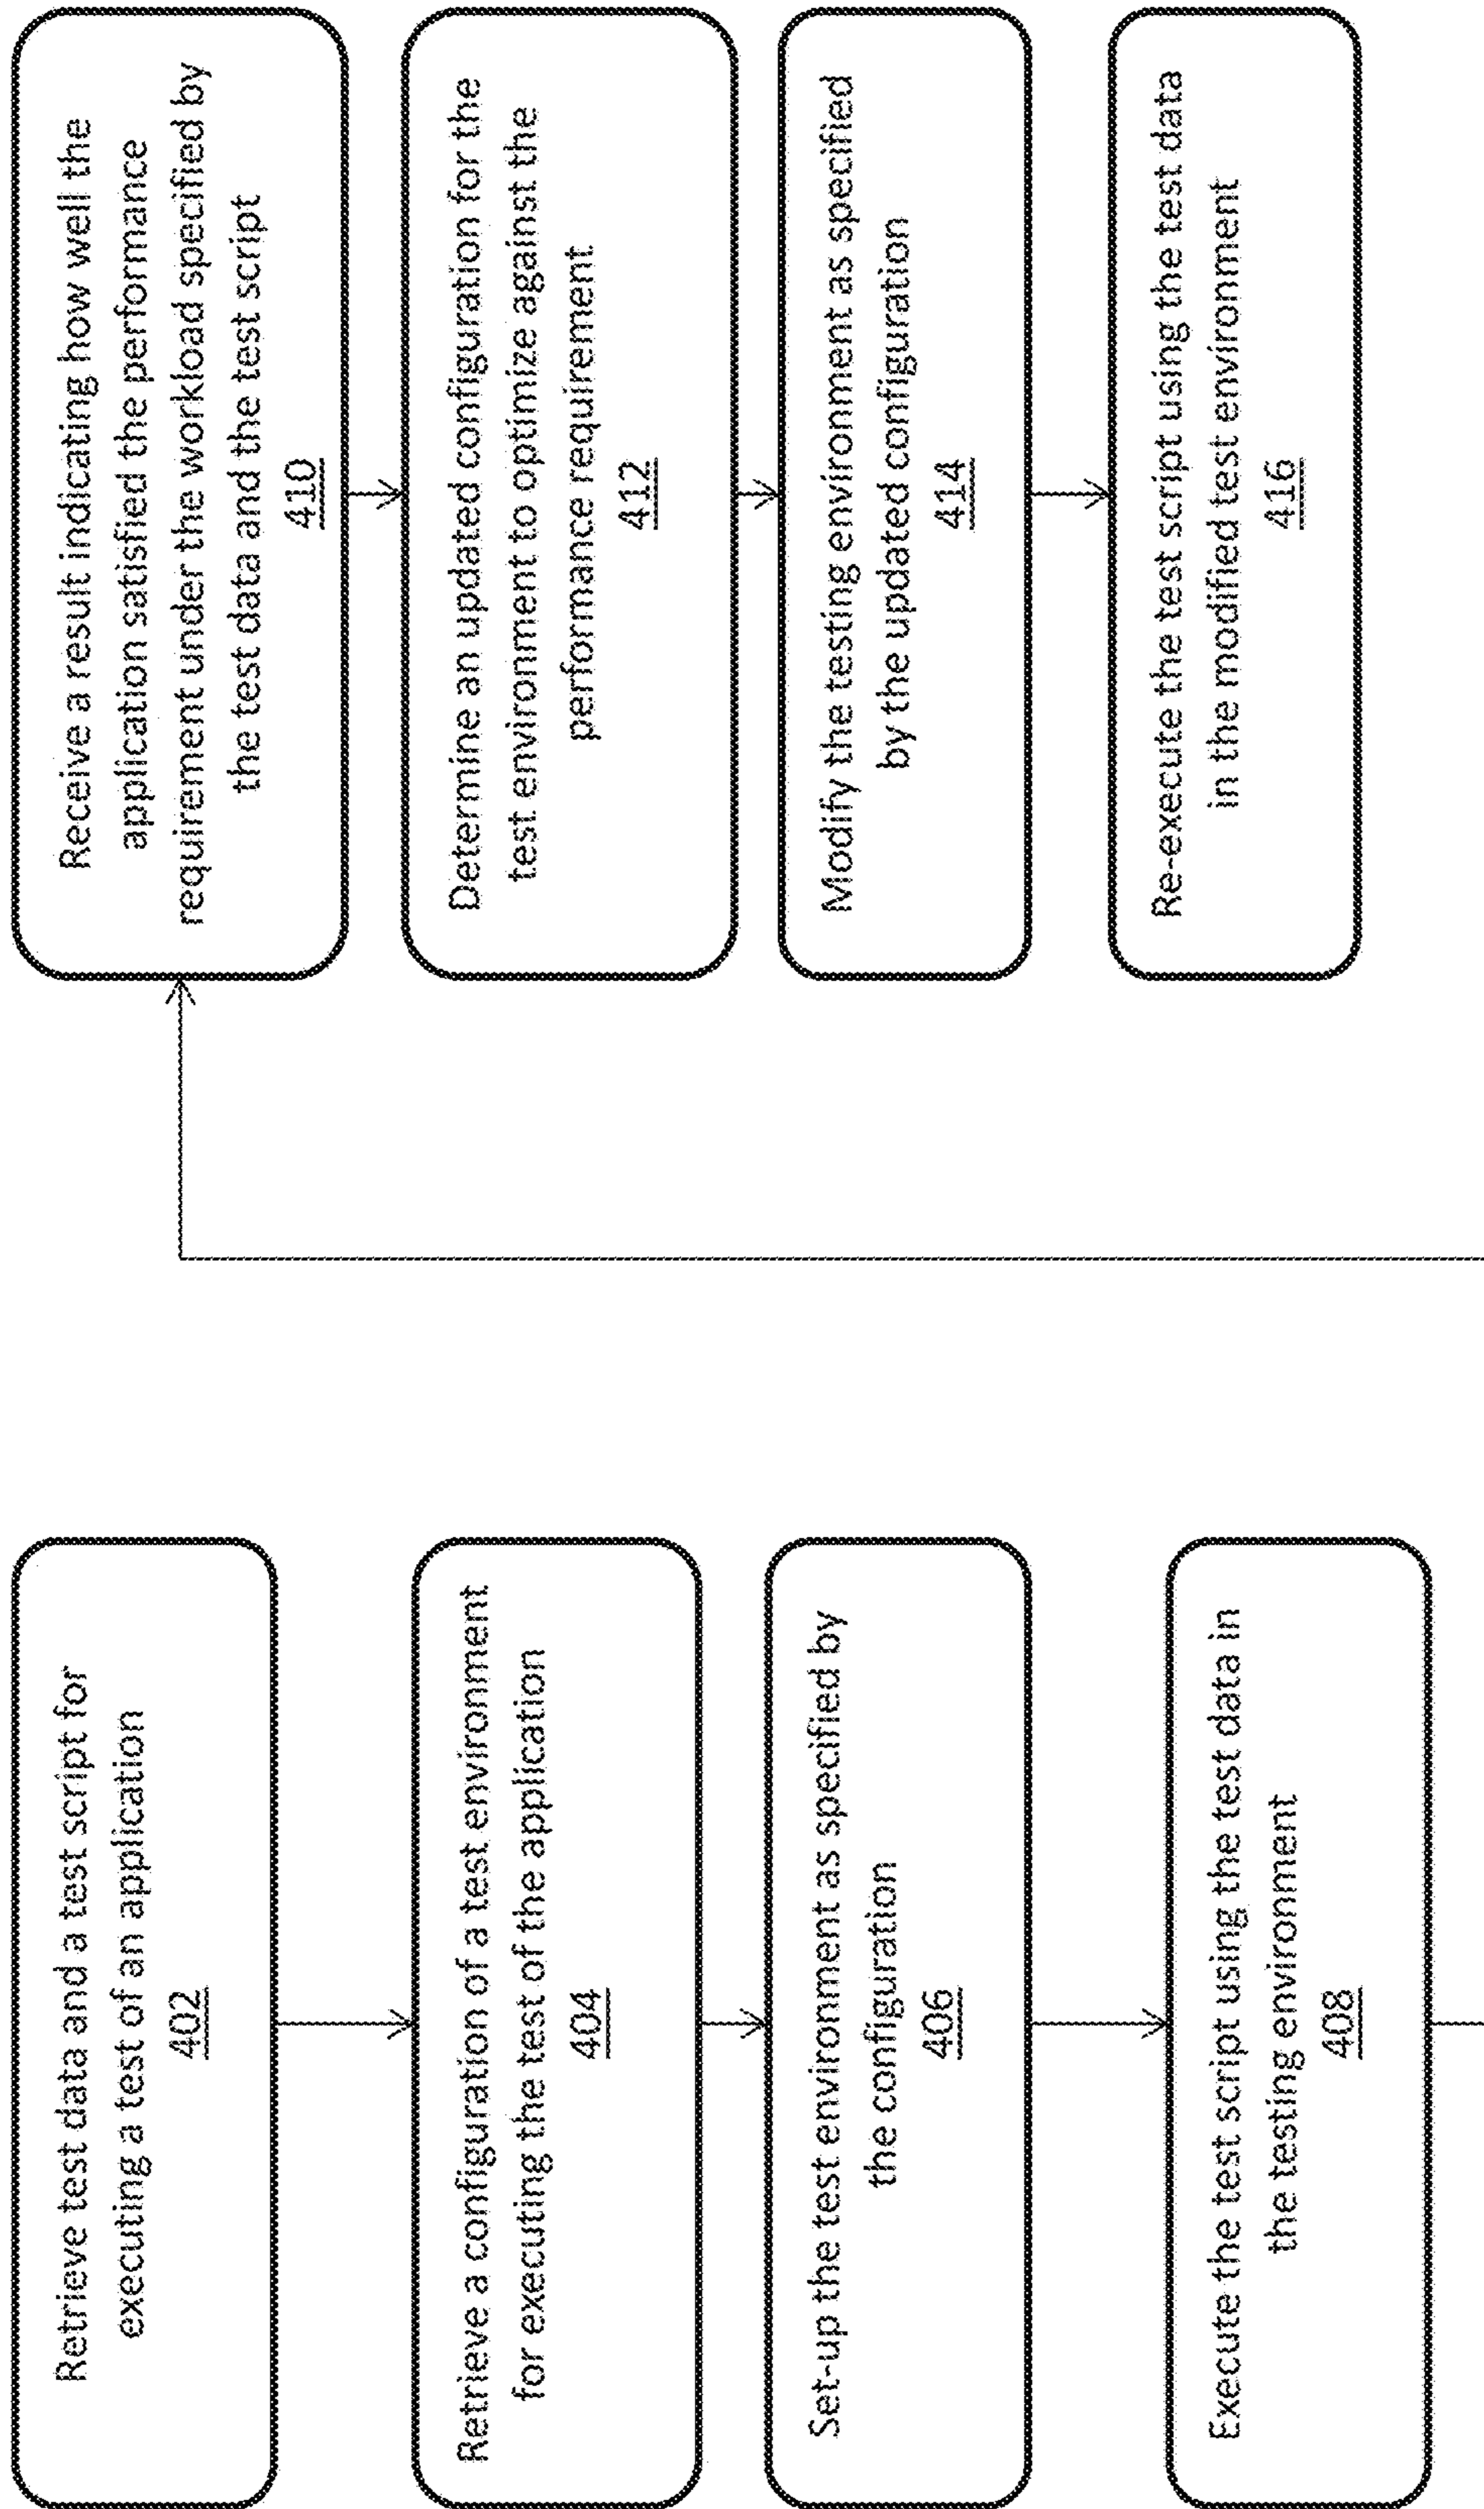 Retrieve test data and a test script for
executing a test of an application
402
Retrieve a configuration of a test environment
for executing the test of the application
404
Set-up the test environment as specified by
the configuration
406
Execute the test script using the test data in
the testing environment
408
Receive a result indicating how well the
application satisfied the performance
requirement under the workload specified by
the test data and the test script
410
Determine an updated configuration for the
test environment to optimize against the
performance requirement
412
Modify the testing environment as specified
by the updated configuration
414
Re-execute the test script using the test data
in the modified test environment
416